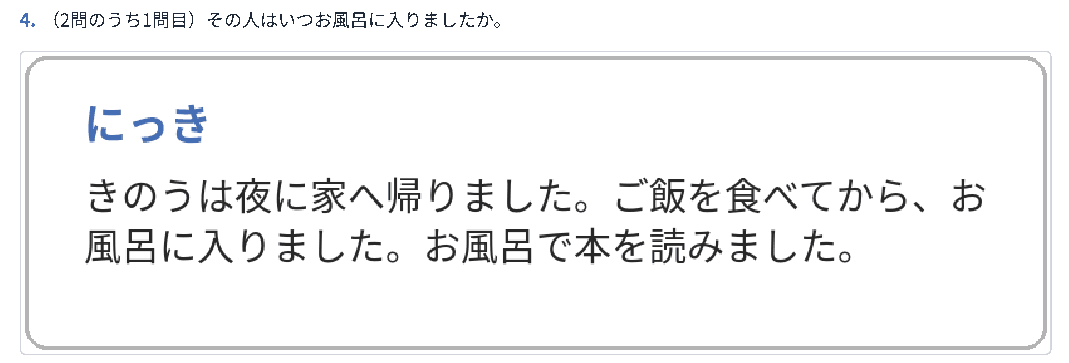 4. （2問のうち1問目）その人はいつお風呂に入りましたか。
にっき
きのうは夜に家へ帰りました。ご飯を食べてから、お
風呂に入りました。お風呂で本を読みました。